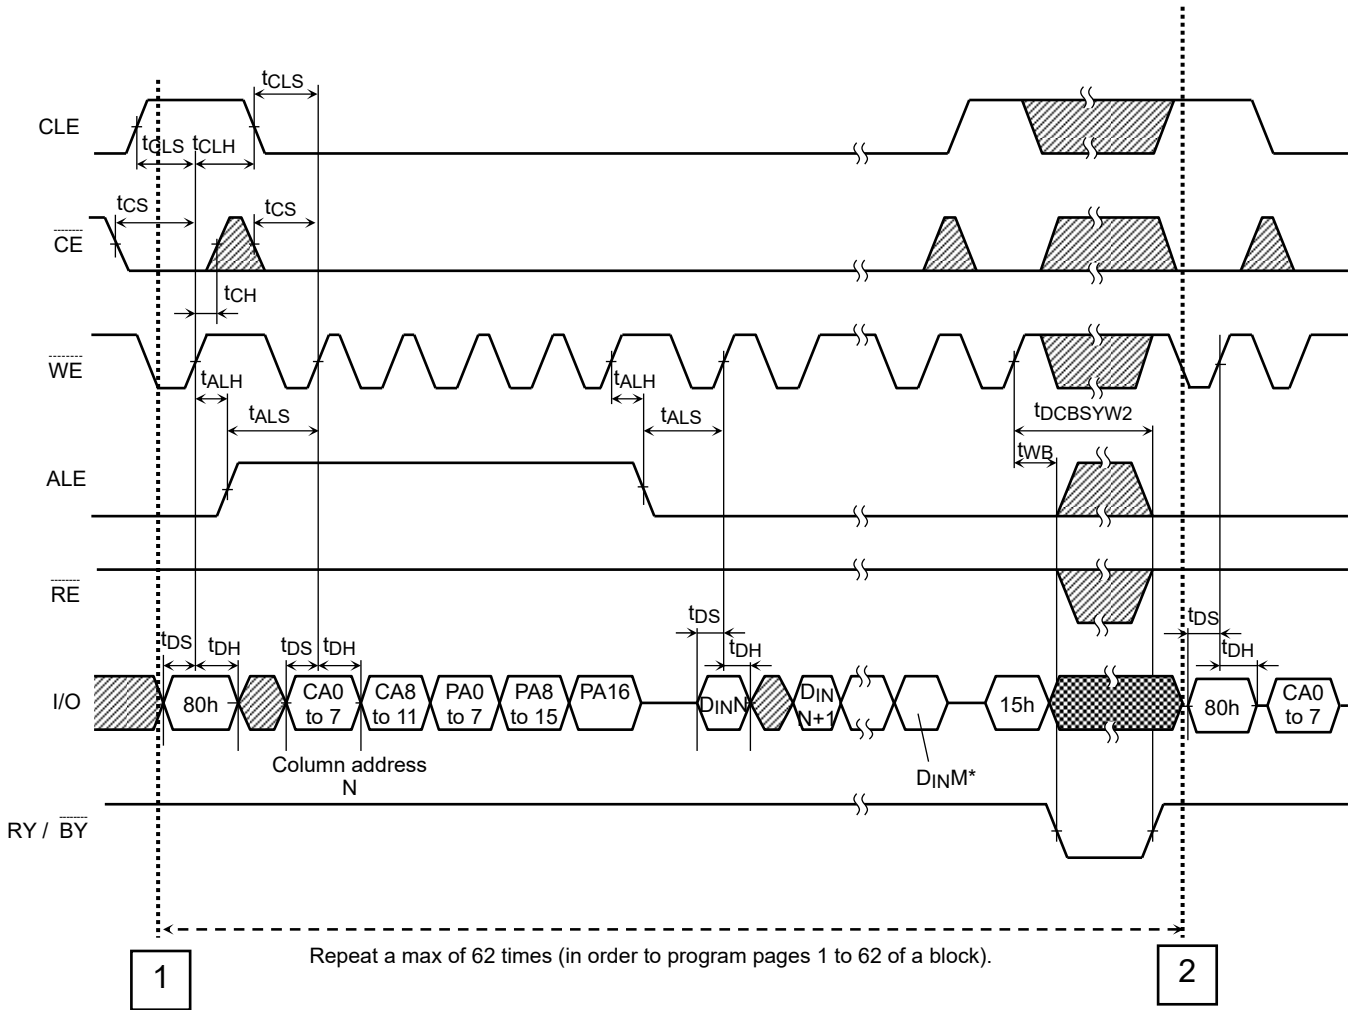 tCLS
CLE
tCLS tCLH
tCS tCS
CE
tCH
WE
tALH tALH
tALS tALS tDCBSYW2
tWB
ALE
RE
tDS tDH tDS tDH tDS tDH tDS tDH
I/O 80h CA0 to 7 CA8 to 11 PA0 to 7 PA8 to 15 PA16 DINN DIN N+1 15h 80h CA0 to 7
Column address
N
DINM*
RY / BY
Repeat a max of 62 times (in order to program pages 1 to 62 of a block).
1 2